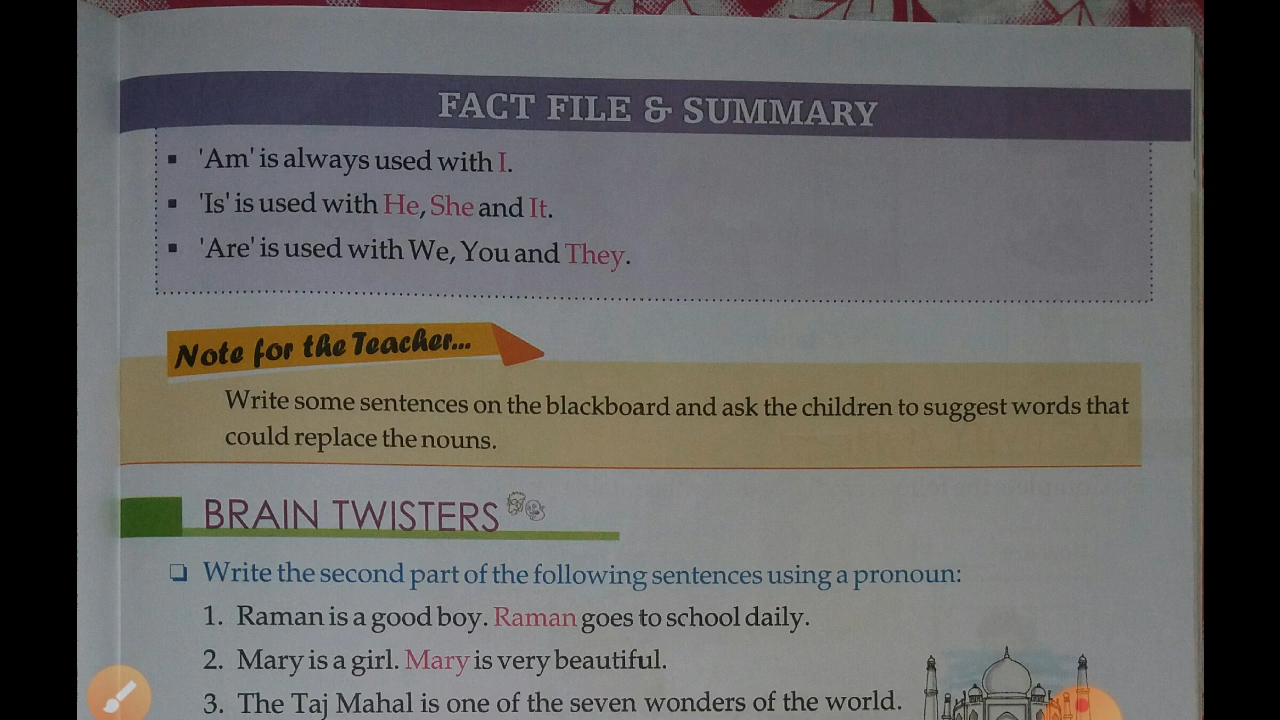 FACT FILE & SUMMARY
▪ 'Am' is always used with I.
▪ 'Is' is used with He, She and It.
▪ 'Are' is used with We, You and They.
Note for the Teacher...
Write some sentences on the blackboard and ask the children to suggest words that
could replace the nouns.
BRAIN TWISTERS
❑ Write the second part of the following sentences using a pronoun:
1. Raman is a good boy. Raman goes to school daily.
2. Mary is a girl. Mary is very beautiful.
3. The Taj Mahal is one of the seven wonders of the world.